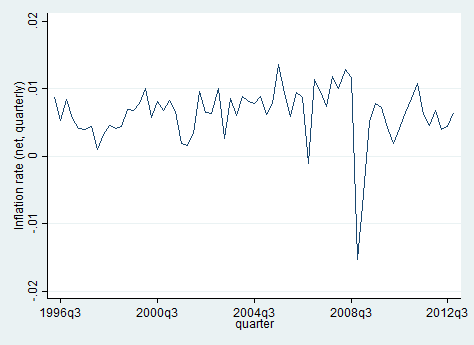 .02
.01
0
-.01
-.02
Inflation rate (net, quarterly)
1996q3 2000q3 2004q3 2008q3 2012q3
quarter